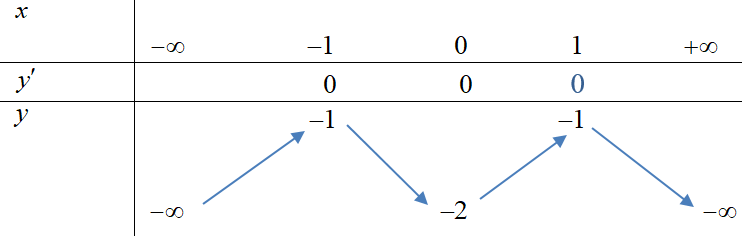 x
–∞ –1 0 1 +∞
y′ 0 0 0
y –1 –1
–∞ –2 –∞